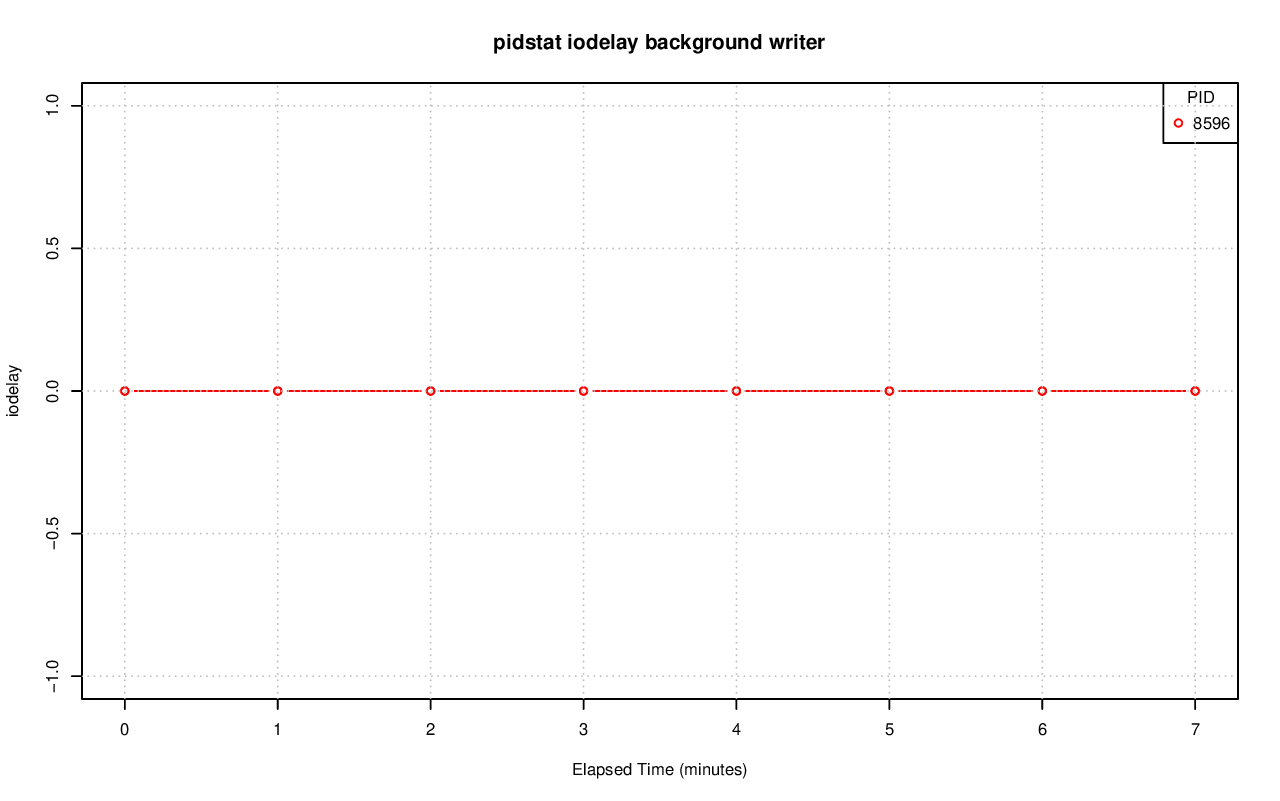 pidstat iodelay background writer
PID
8596
1.0
0.5
0.0
−0.5
−1.0
iodelay
0 1 2 3 4 5 6 7
Elapsed Time (minutes)